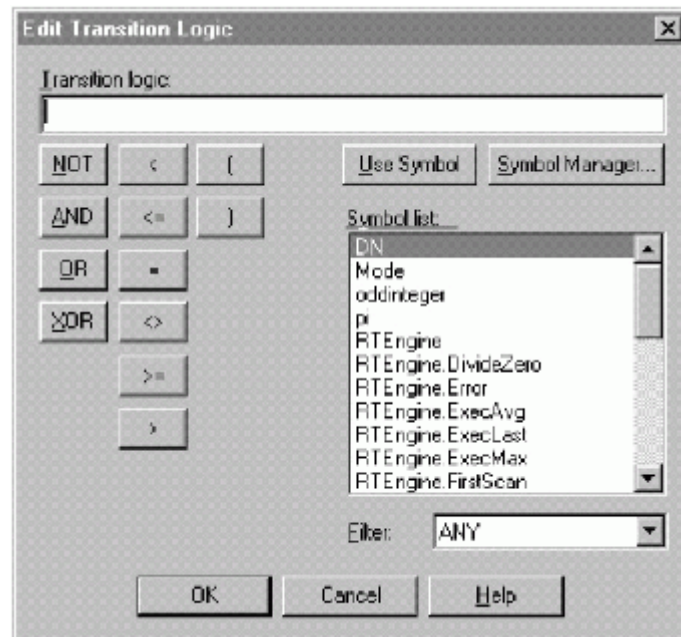 Edit Transition Logic
Transition logic:
NOT < ( Use Symbol Symbol Manager...
AND <= ) Symbol list:
OR =
XOR <>
>=
>
DN
Mode
oddinteger
pi
RTEngine
RTEngine.DivideZero
RTEngine.Error
RTEngine.ExecAvg
RTEngine.ExecLast
RTEngine.ExecMax
RTEngine.FirstScan
Filter: ANY
OK Cancel Help